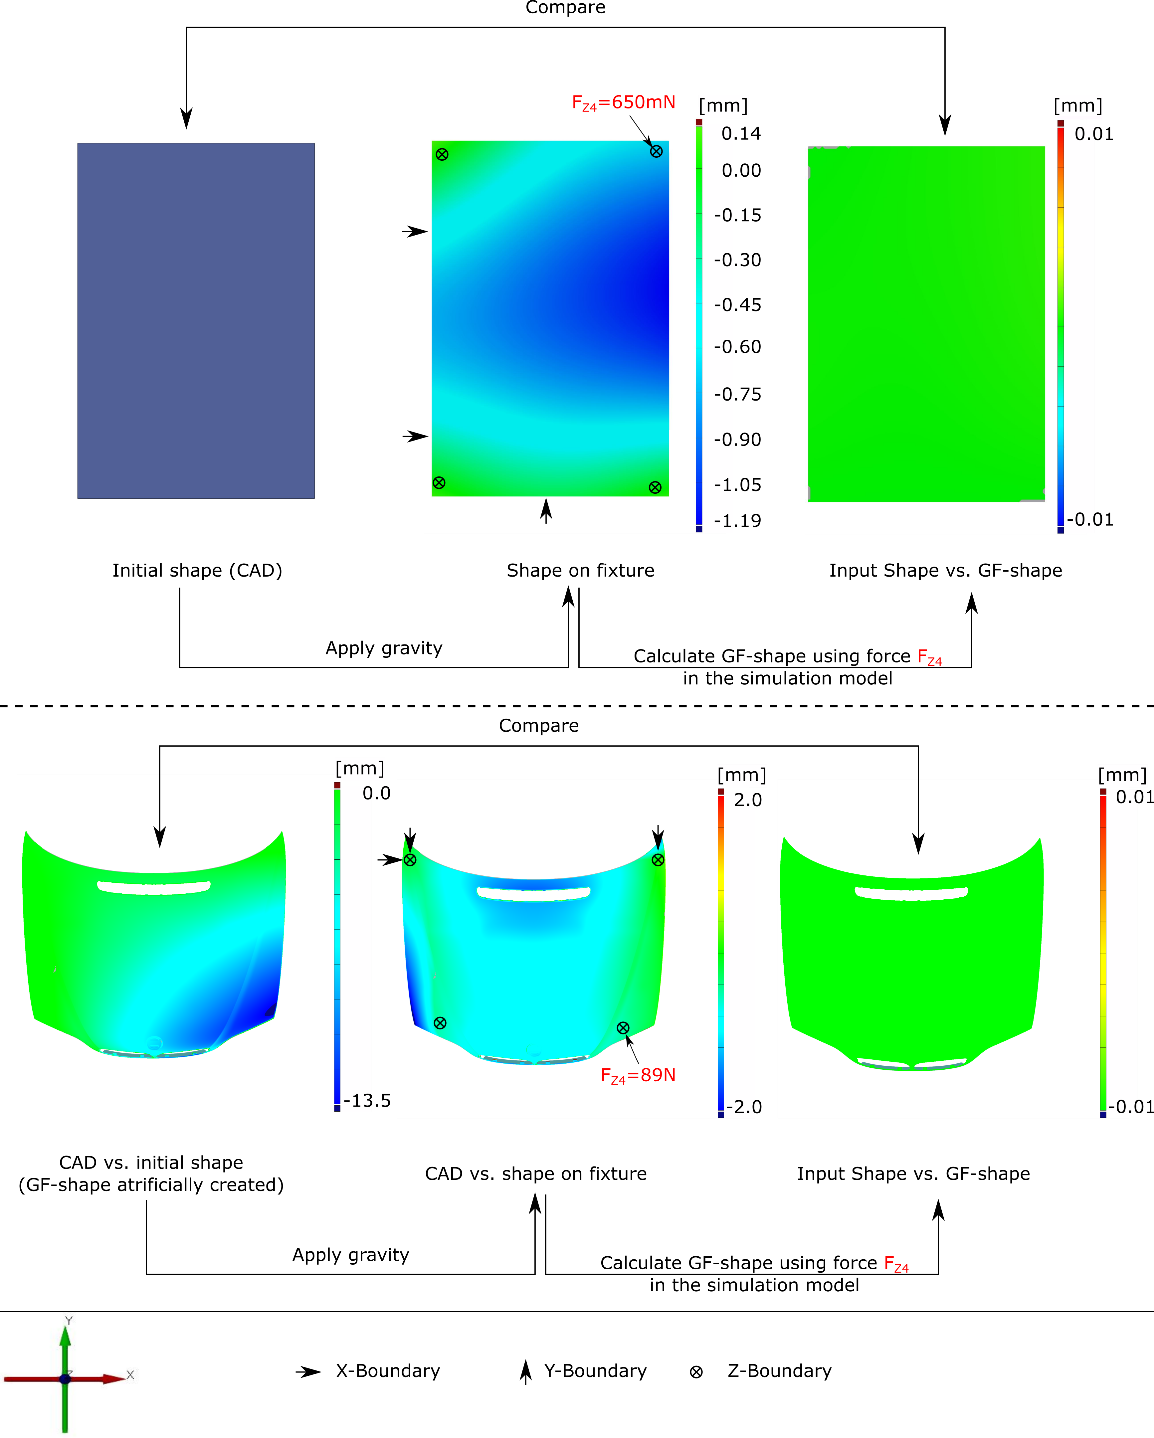 Compare
F_Z4=650mN
[mm]
0.14
0.00
-0.15
-0.30
-0.45
-0.60
-0.75
-0.90
-1.05
-1.19
[mm]
0.01
-0.01
Initial shape (CAD)
Shape on fixture
Input Shape vs. GF-shape
Apply gravity
Calculate GF-shape using force F_Z4
in the simulation model
Compare
[mm]
0.0
-13.5
[mm]
2.0
-2.0
F_Z4=89N
[mm]
0.01
-0.01
CAD vs. initial shape
(GF-shape atrificially created)
CAD vs. shape on fixture
Input Shape vs. GF-shape
Apply gravity
Calculate GF-shape using force F_Z4
in the simulation model
Y
Z
X
X-Boundary
Y-Boundary
Z-Boundary